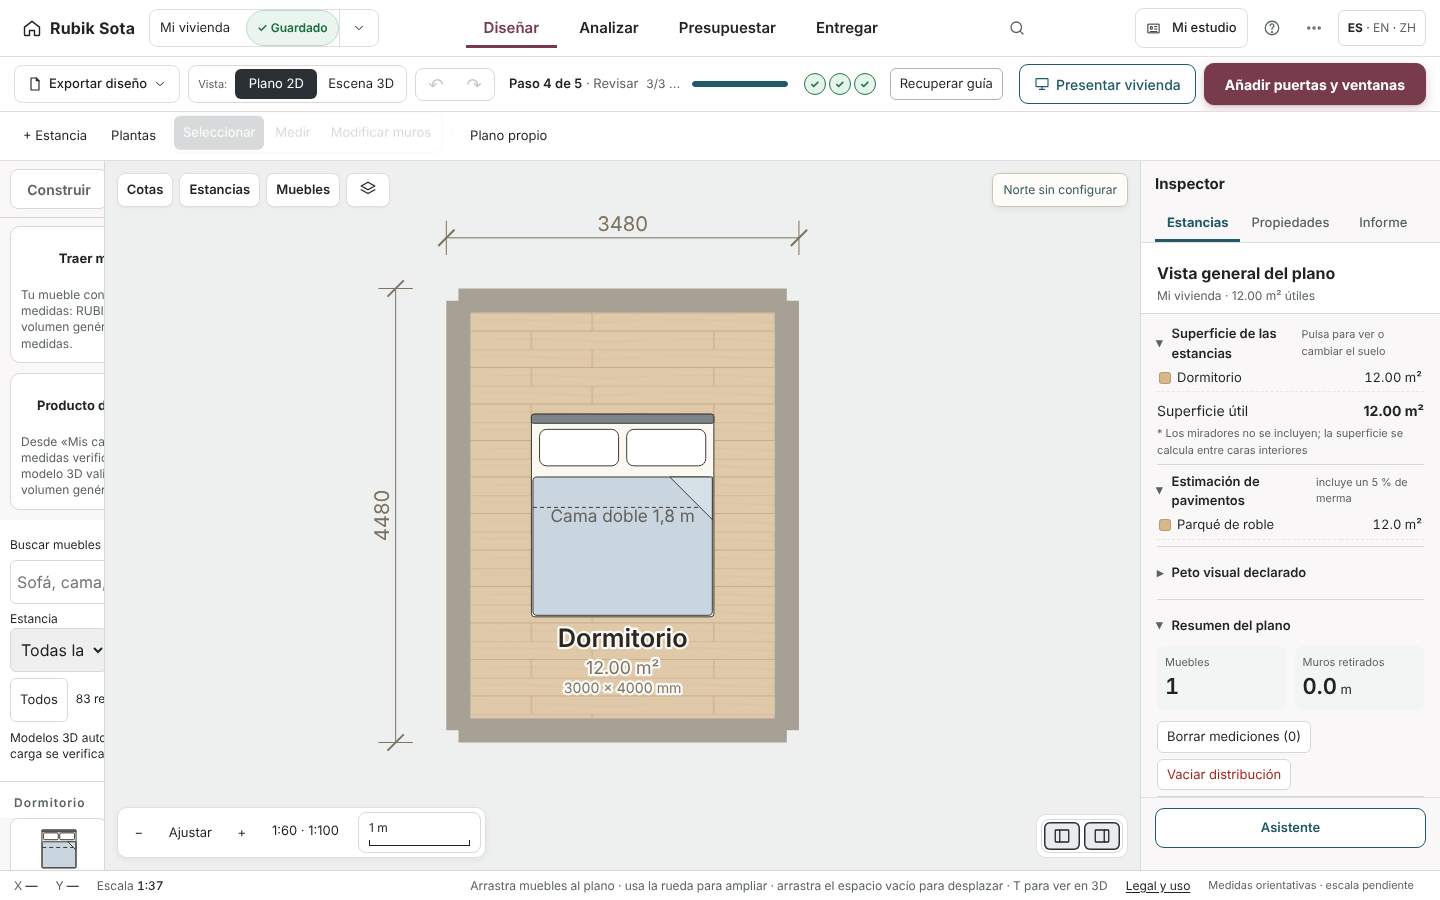 Rubik Sota
Mi vivienda
✓ Guardado
Diseñar
Analizar
Presupuestar
Entregar
Mi estudio
ES · EN · ZH
Exportar diseño
Vista:
Plano 2D
Escena 3D
Paso 4 de 5 · Revisar 3/3 ...
Recuperar guía
Presentar vivienda
Añadir puertas y ventanas
+ Estancia
Plantas
Seleccionar
Medir
Modificar muros
Plano propio
Construir
Traer m
Tu mueble con
medidas: RUBI
volumen genér
medidas.
Producto d
Desde «Mis ca
medidas verific
modelo 3D vali
volumen genér
Buscar muebles
Sofá, cama,
Estancia
Todas la
Todos
83 re
Modelos 3D auto
carga se verifica
Dormitorio
Cotas
Estancias
Muebles
Norte sin configurar
3480
4480
Cama doble 1,8 m
Dormitorio
12.00 m²
3000 × 4000 mm
− Ajustar +
1:60 · 1:100
1 m
Inspector
Estancias
Propiedades
Informe
Vista general del plano
Mi vivienda · 12.00 m² útiles
▼ Superficie de las estancias
Pulsa para ver o cambiar el suelo
Dormitorio 12.00 m²
Superficie útil 12.00 m²
* Los miradores no se incluyen; la superficie se
calcula entre caras interiores
▼ Estimación de pavimentos
incluye un 5 % de merma
Parqué de roble 12.0 m²
▶ Peto visual declarado
▼ Resumen del plano
Muebles
1
Muros retirados
0.0 m
Borrar mediciones (0)
Vaciar distribución
Asistente
X — Y — Escala 1:37
Arrastra muebles al plano · usa la rueda para ampliar · arrastra el espacio vacío para desplazar · T para ver en 3D
Legal y uso
Medidas orientativas · escala pendiente